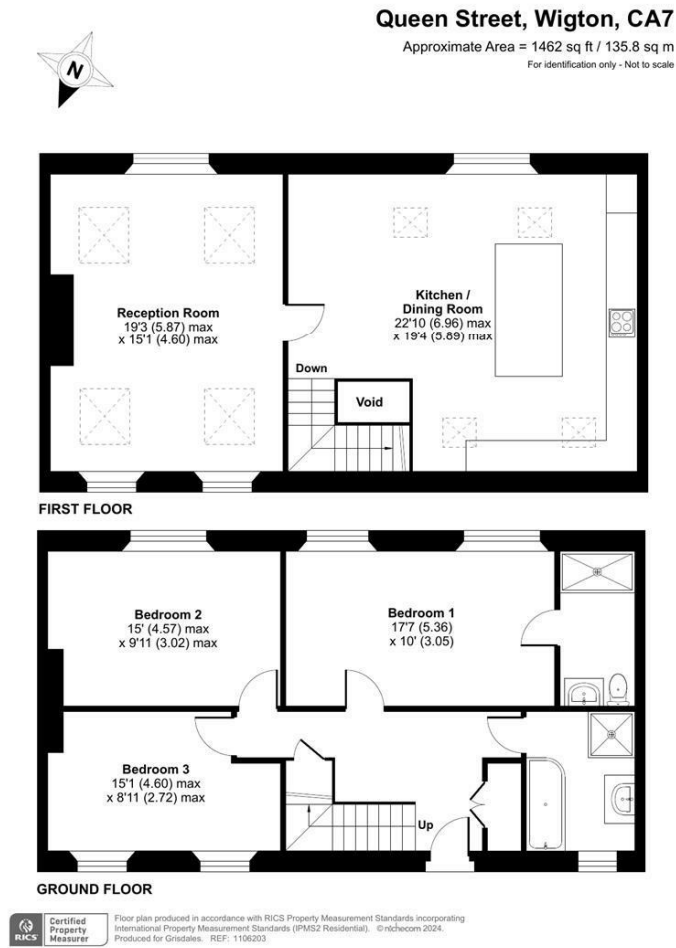 Queen Street, Wigton, CA7
Approximate Area = 1462 sq ft / 135.8 sq m
For identification only - Not to scale
N
Reception Room
19'3 (5.87) max
x 15'1 (4.60) max
Kitchen /
Dining Room
22'10 (6.96) max
x 19'4 (5.89) max
Down
Void
FIRST FLOOR
Bedroom 2
15' (4.57) max
x 9'11 (3.02) max
Bedroom 1
17'7 (5.36)
x 10' (3.05)
Bedroom 3
15'1 (4.60) max
x 8'11 (2.72) max
Up
GROUND FLOOR
RICS
Certified
Property
Measurer
Floor plan produced in accordance with RICS Property Measurement Standards incorporating
International Property Measurement Standards (IPMS2 Residential). © nichecom 2024.
Produced for Grisdales. REF: 1106203